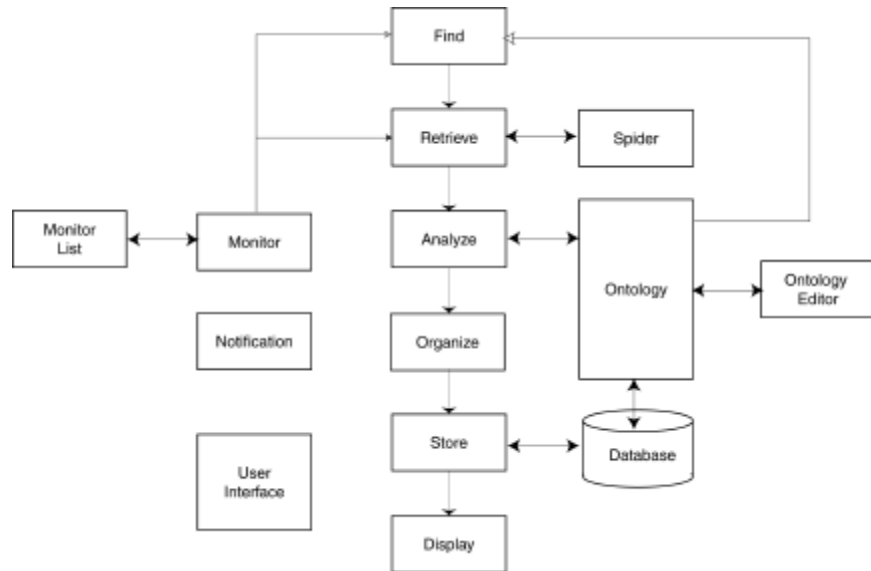 Find
Retrieve
Spider
Monitor
List
Monitor
Analyze
Ontology
Ontology
Editor
Notification
Organize
User
Interface
Store
Database
Display